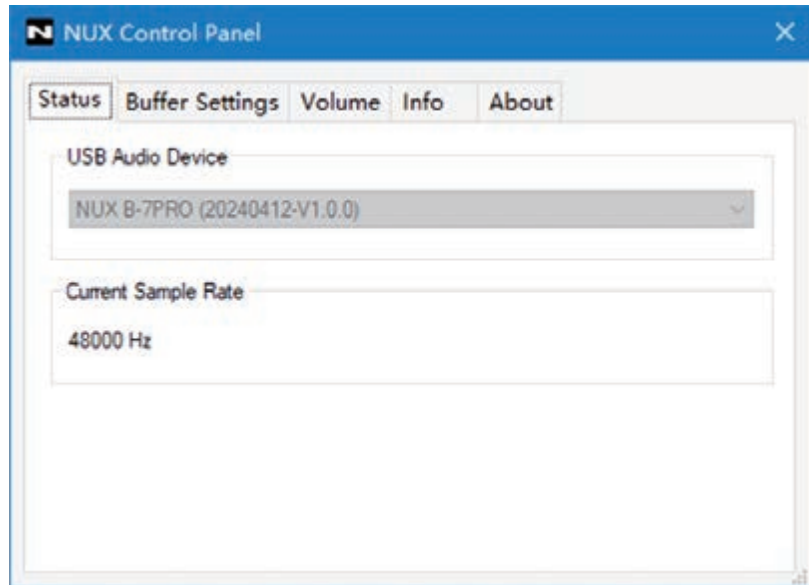 NUX Control Panel
Status Buffer Settings Volume Info About
USB Audio Device
NUX B-7PRO (20240412-V1.0.0)
Current Sample Rate
48000 Hz